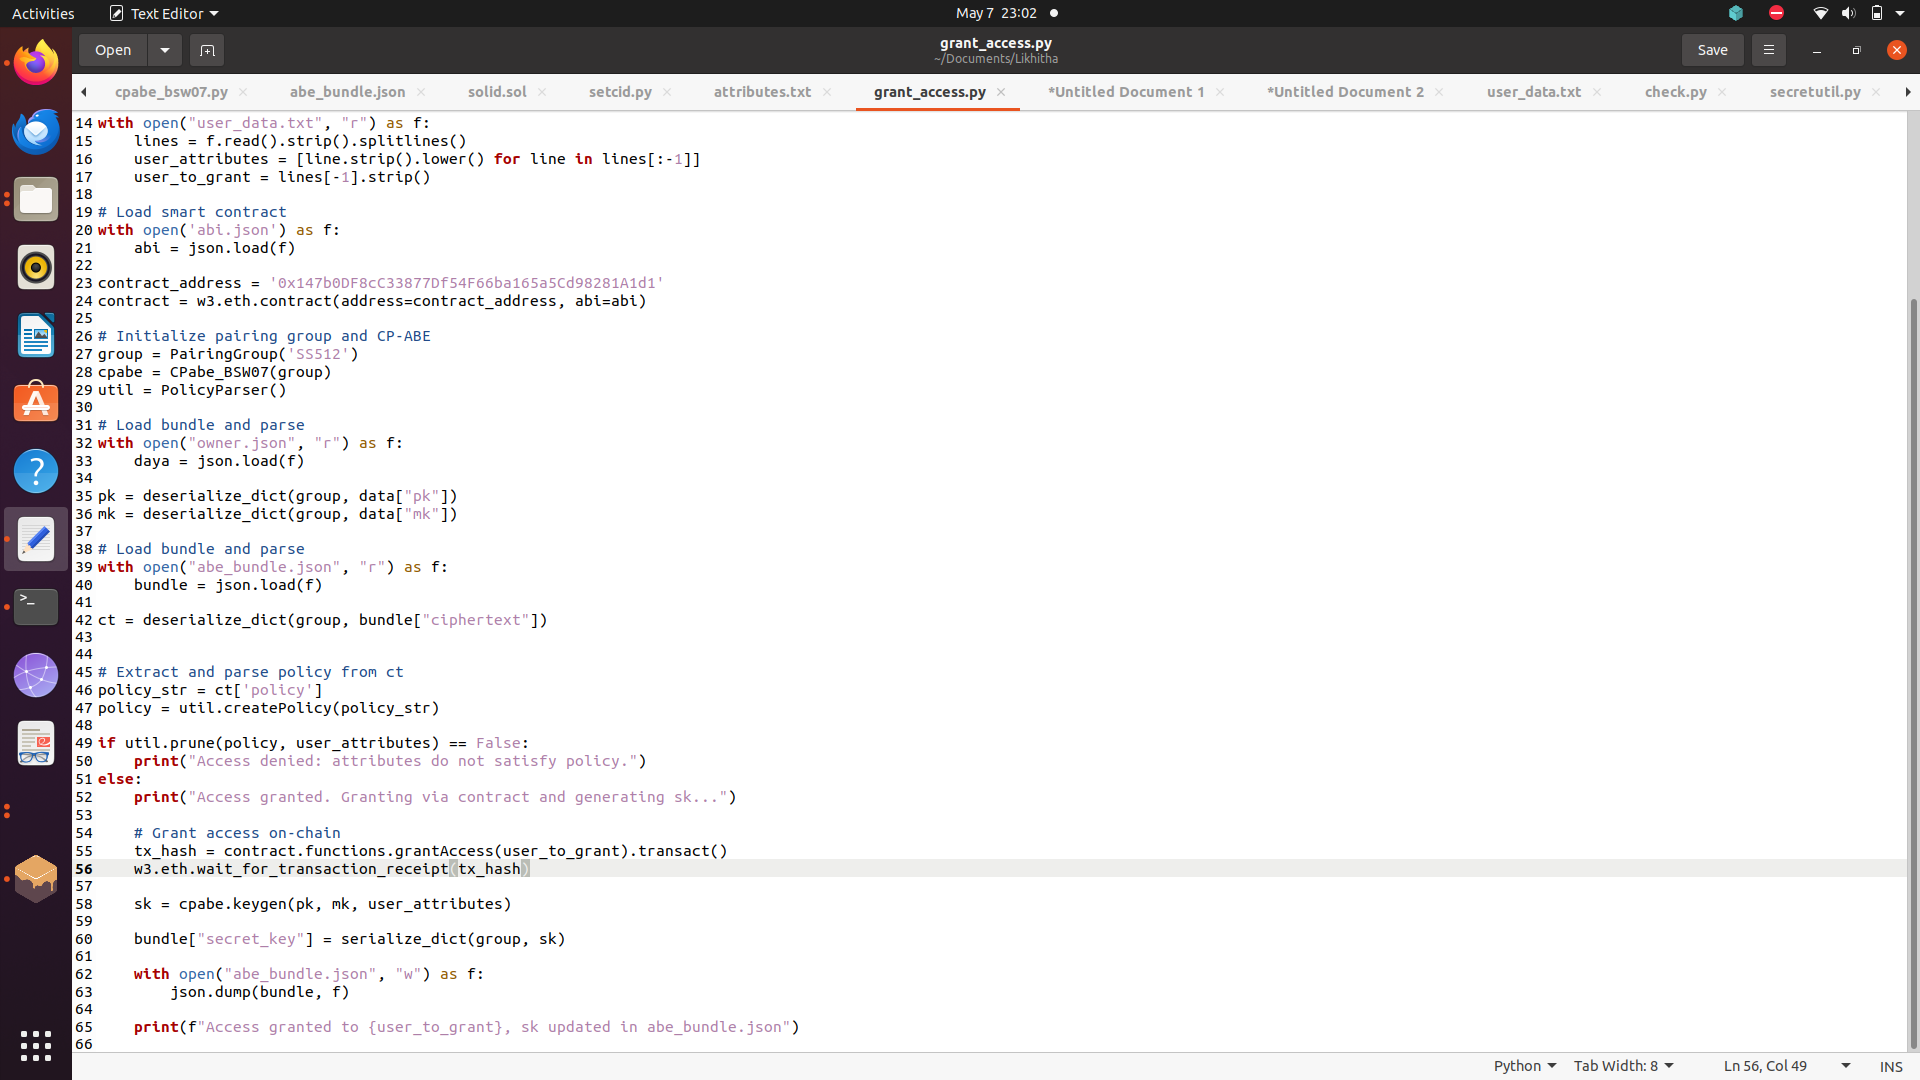 Activities
Text Editor
May 7 23:02
Open
grant_access.py
~/Documents/Likhitha
Save
cpabe_bsw07.py
abe_bundle.json
solid.sol
setcid.py
attributes.txt
grant_access.py
*Untitled Document 1
*Untitled Document 2
user_data.txt
check.py
secretutil.py
14 with open("user_data.txt", "r") as f:
15     lines = f.read().strip().splitlines()
16     user_attributes = [line.strip().lower() for line in lines[:-1]]
17     user_to_grant = lines[-1].strip()
18
19 # Load smart contract
20 with open('abi.json') as f:
21     abi = json.load(f)
22
23 contract_address = '0x147b0DF8cC33877Df54F66ba165a5Cd98281A1d1'
24 contract = w3.eth.contract(address=contract_address, abi=abi)
25
26 # Initialize pairing group and CP-ABE
27 group = PairingGroup('SS512')
28 cpabe = CPabe_BSW07(group)
29 util = PolicyParser()
30
31 # Load bundle and parse
32 with open("owner.json", "r") as f:
33     daya = json.load(f)
34
35 pk = deserialize_dict(group, data["pk"])
36 mk = deserialize_dict(group, data["mk"])
37
38 # Load bundle and parse
39 with open("abe_bundle.json", "r") as f:
40     bundle = json.load(f)
41
42 ct = deserialize_dict(group, bundle["ciphertext"])
43
44
45 # Extract and parse policy from ct
46 policy_str = ct['policy']
47 policy = util.createPolicy(policy_str)
48
49 if util.prune(policy, user_attributes) == False:
50     print("Access denied: attributes do not satisfy policy.")
51 else:
52     print("Access granted. Granting via contract and generating sk...")
53
54     # Grant access on-chain
55     tx_hash = contract.functions.grantAccess(user_to_grant).transact()
56     w3.eth.wait_for_transaction_receipt(tx_hash)
57
58     sk = cpabe.keygen(pk, mk, user_attributes)
59
60     bundle["secret_key"] = serialize_dict(group, sk)
61
62     with open("abe_bundle.json", "w") as f:
63         json.dump(bundle, f)
64
65     print(f"Access granted to {user_to_grant}, sk updated in abe_bundle.json")
66
Python
Tab Width: 8
Ln 56, Col 49
INS